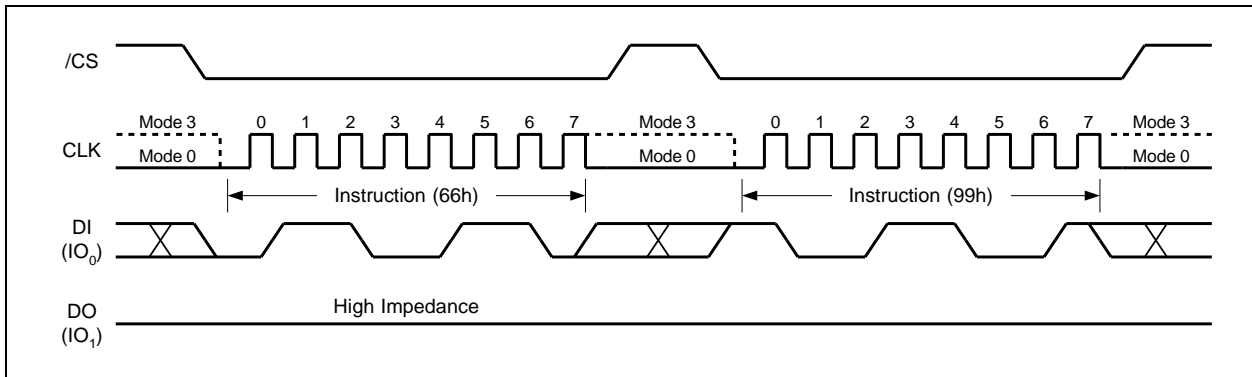 /CS
Mode 3 0 1 2 3 4 5 6 7 Mode 3 0 1 2 3 4 5 6 7 Mode 3
CLK
Mode 0 Mode 0 Mode 0
Instruction (66h) Instruction (99h)
DI
(IO0)
High Impedance
DO
(IO1)